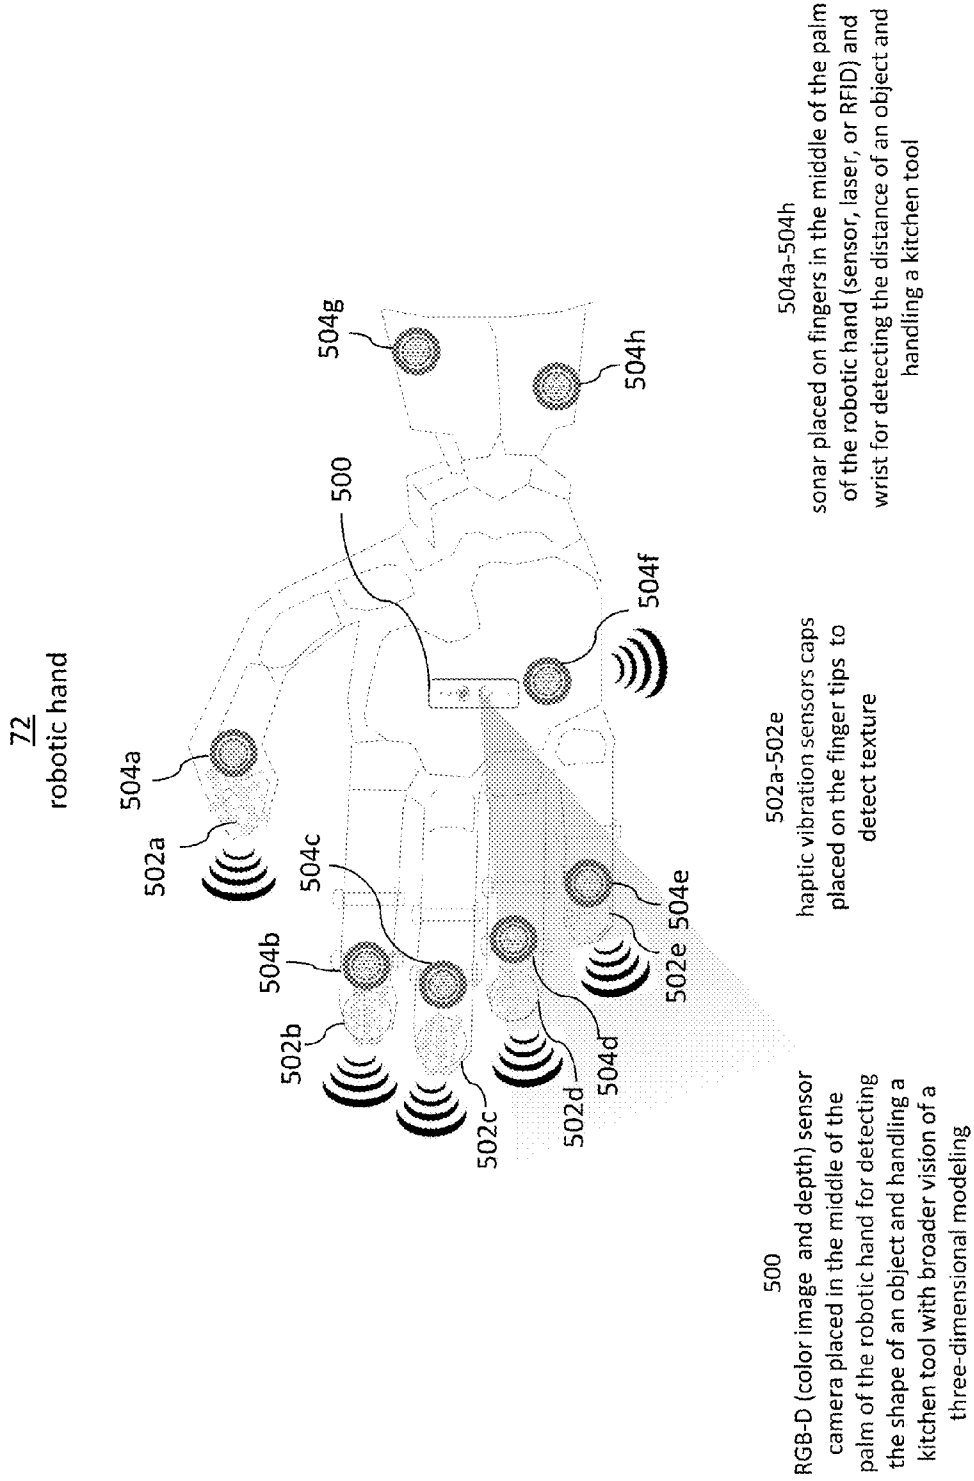 72
robotic hand
504a
502a
504b
502b
504c
502c
502d
504d
502e
504e
500
504f
504g
504h
500
RGB-D (color image and depth) sensor
camera placed in the middle of the
palm of the robotic hand for detecting
the shape of an object and handling a
kitchen tool with broader vision of a
three-dimensional modeling
502a-502e
haptic vibration sensors caps
placed on the finger tips to
detect texture
504a-504h
sonar placed on fingers in the middle of the palm
of the robotic hand (sensor, laser, or RFID) and
wrist for detecting the distance of an object and
handling a kitchen tool